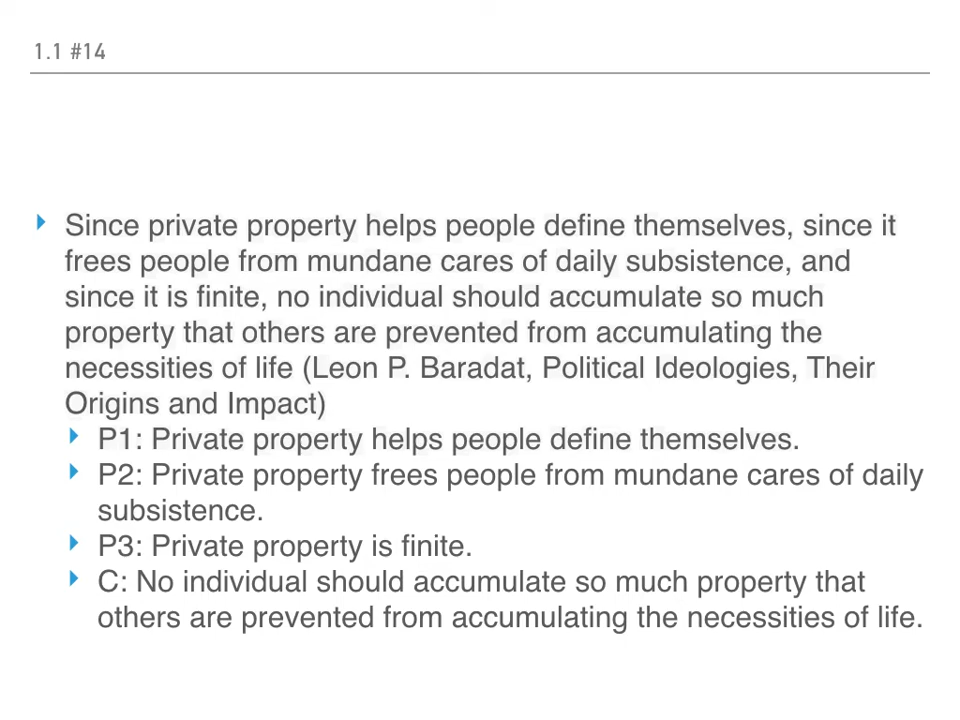 1.1 #14
Since private property helps people define themselves, since it
frees people from mundane cares of daily subsistence, and
since it is finite, no individual should accumulate so much
property that others are prevented from accumulating the
necessities of life (Leon P. Baradat, Political Ideologies, Their
Origins and Impact)
P1: Private property helps people define themselves.
P2: Private property frees people from mundane cares of daily
subsistence.
P3: Private property is finite.
C: No individual should accumulate so much property that
others are prevented from accumulating the necessities of life.